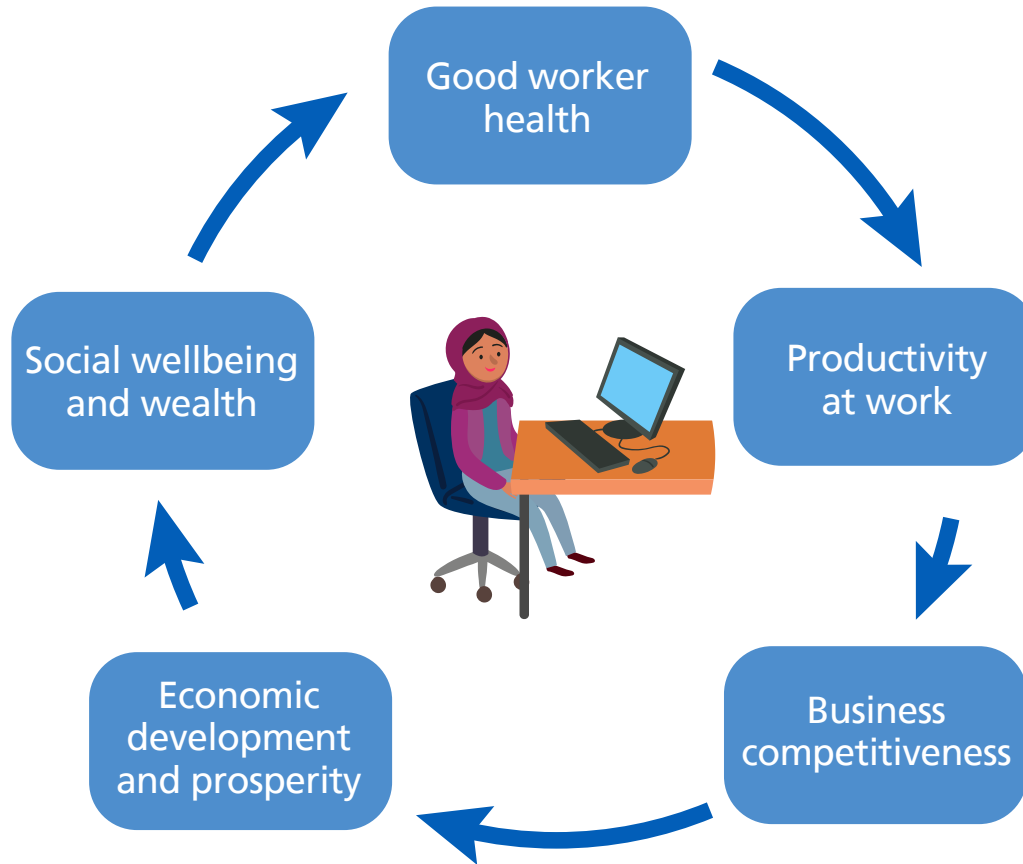 Good worker
health
Productivity
at work
Business
competitiveness
Economic
development
and prosperity
Social wellbeing
and wealth